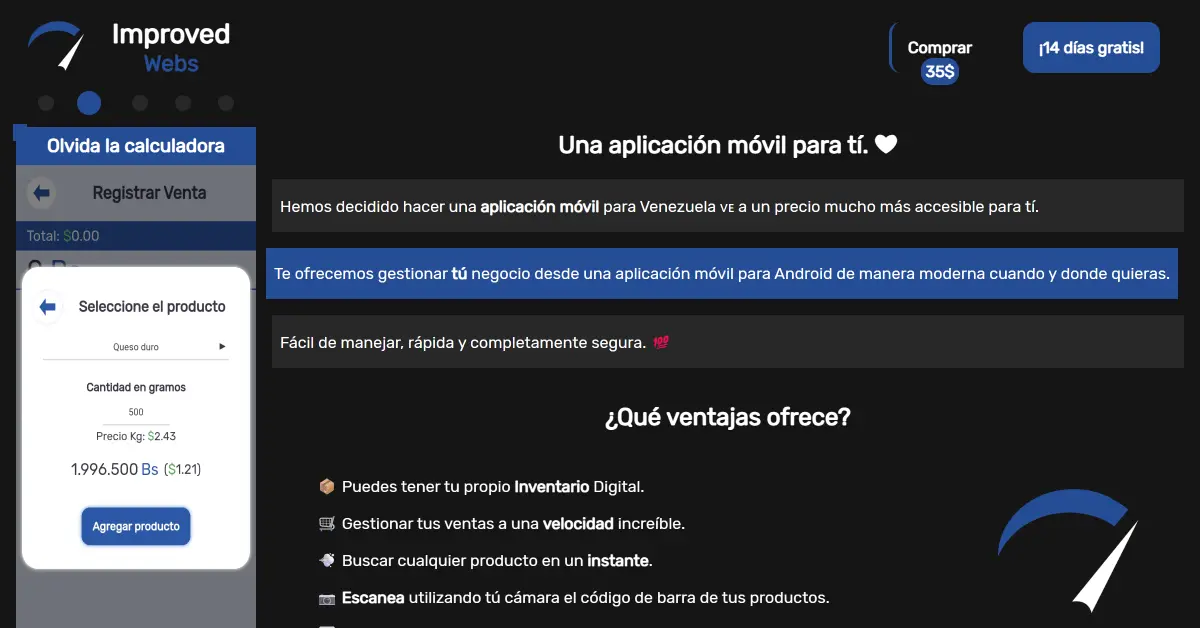 Improved
Webs
Comprar
35$
¡14 días gratis!
Olvida la calculadora
Registrar Venta
Total: $0.00
Seleccione el producto
Queso duro
Cantidad en gramos
500
Precio Kg: $2.43
1.996.500 Bs ($1.21)
Agregar producto
Una aplicación móvil para tí.
Hemos decidido hacer una aplicación móvil para Venezuela VE a un precio mucho más accesible para tí.
Te ofrecemos gestionar tú negocio desde una aplicación móvil para Android de manera moderna cuando y donde quieras.
Fácil de manejar, rápida y completamente segura. 💯
¿Qué ventajas ofrece?
Puedes tener tu propio Inventario Digital.
Gestionar tus ventas a una velocidad increíble.
Buscar cualquier producto en un instante.
Escanea utilizando tú cámara el código de barra de tus productos.